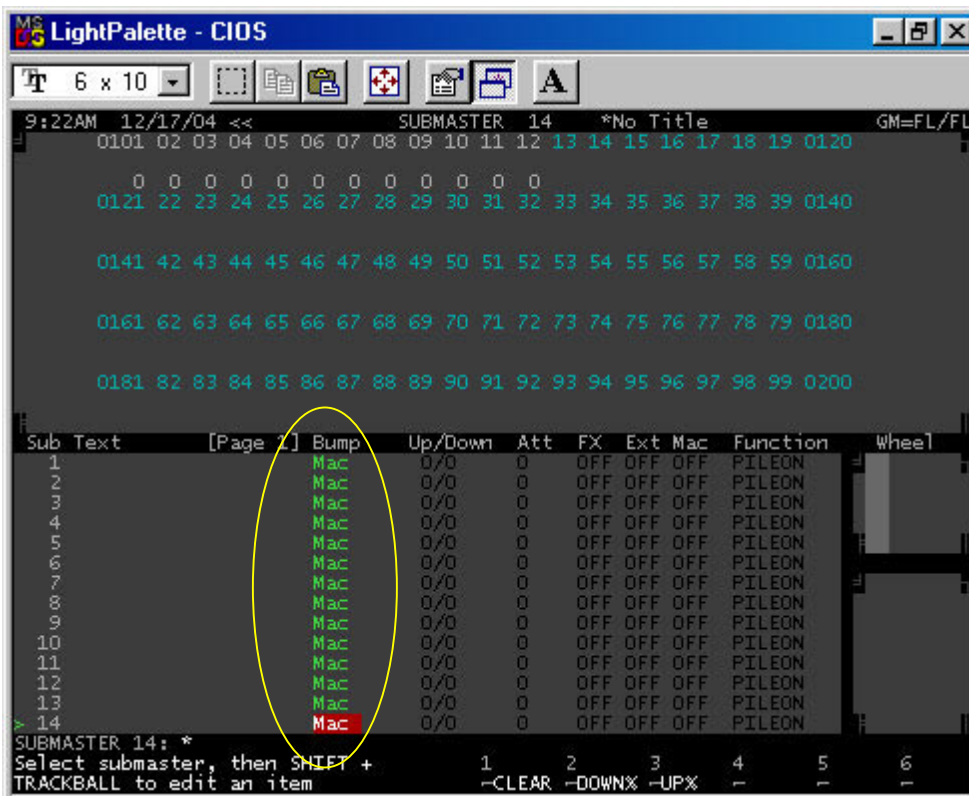 LightPalette - CIOS
6 x 10
9:22AM 12/17/04 << SUBMASTER 14 *No Title GM=FL/FL
0101 02 03 04 05 06 07 08 09 10 11 12 13 14 15 16 17 18 19 0120
0 0 0 0 0 0 0 0 0 0 0 0
0121 22 23 24 25 26 27 28 29 30 31 32 33 34 35 36 37 38 39 0140
0141 42 43 44 45 46 47 48 49 50 51 52 53 54 55 56 57 58 59 0160
0161 62 63 64 65 66 67 68 69 70 71 72 73 74 75 76 77 78 79 0180
0181 82 83 84 85 86 87 88 89 90 91 92 93 94 95 96 97 98 99 0200
Sub Text [Page 1] Bump Up/Down Att FX Ext Mac Function Wheel
1 Mac 0/0 0 OFF OFF OFF PILEON
2 Mac 0/0 0 OFF OFF OFF PILEON
3 Mac 0/0 0 OFF OFF OFF PILEON
4 Mac 0/0 0 OFF OFF OFF PILEON
5 Mac 0/0 0 OFF OFF OFF PILEON
6 Mac 0/0 0 OFF OFF OFF PILEON
7 Mac 0/0 0 OFF OFF OFF PILEON
8 Mac 0/0 0 OFF OFF OFF PILEON
9 Mac 0/0 0 OFF OFF OFF PILEON
10 Mac 0/0 0 OFF OFF OFF PILEON
11 Mac 0/0 0 OFF OFF OFF PILEON
12 Mac 0/0 0 OFF OFF OFF PILEON
13 Mac 0/0 0 OFF OFF OFF PILEON
> 14 Mac 0/0 0 OFF OFF OFF PILEON
SUBMASTER 14: *
Select submaster, then SHIFT + 1 2 3 4 5 6
TRACKBALL to edit an item CLEAR DOWN% UP%